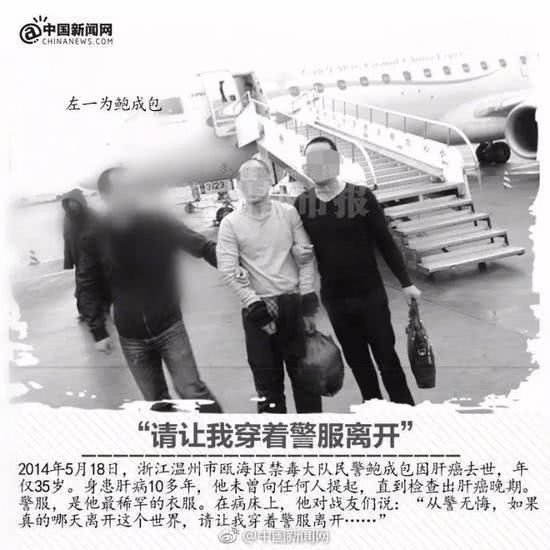 中国新闻网
CHINANEWS.COM
左一为鲍成包
3123
市报
“请让我穿着警服离开”
2014年5月18日，浙江温州市瓯海区禁毒大队民警鲍成包因肝癌去世，年
仅35岁。身患肝病10多年，他未曾向任何人提起，直到检查出肝癌晚期。
警服，是他最稀罕的衣服。在病床上，他对战友们说：“从警无悔，如果
真的哪天离开这个世界，请让我穿着警服离开……”
@中国新闻网